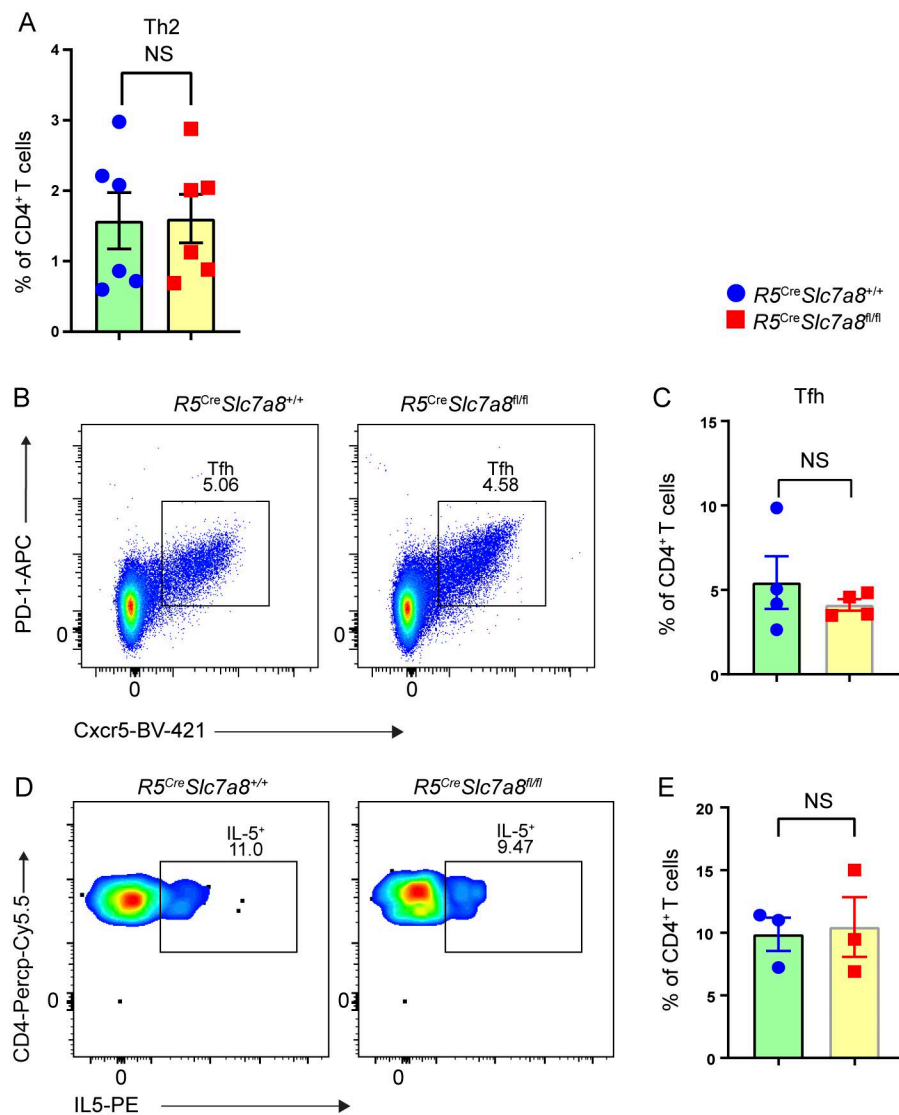 A
Th2
NS
4
3
2
1
0
% of CD4⁺ T cells
R5ᶜʳᵉSlc7a8⁺/⁺
R5ᶜʳᵉSlc7a8ᶠˡ/ᶠˡ
B
R5ᶜʳᵉSlc7a8⁺/⁺
R5ᶜʳᵉSlc7a8ᶠˡ/ᶠˡ
Tfh
5.06
Tfh
4.58
PD-1-APC
0
0
0
0
Cxcr5-BV-421
C
Tfh
NS
15
10
5
0
% of CD4⁺ T cells
D
R5ᶜʳᵉSlc7a8⁺/⁺
R5ᶜʳᵉSlc7a8ᶠˡ/ᶠˡ
IL-5⁺
11.0
IL-5⁺
9.47
CD4-Percp-Cy5.5
0
0
0
0
IL5-PE
E
NS
20
15
10
5
0
% of CD4⁺ T cells